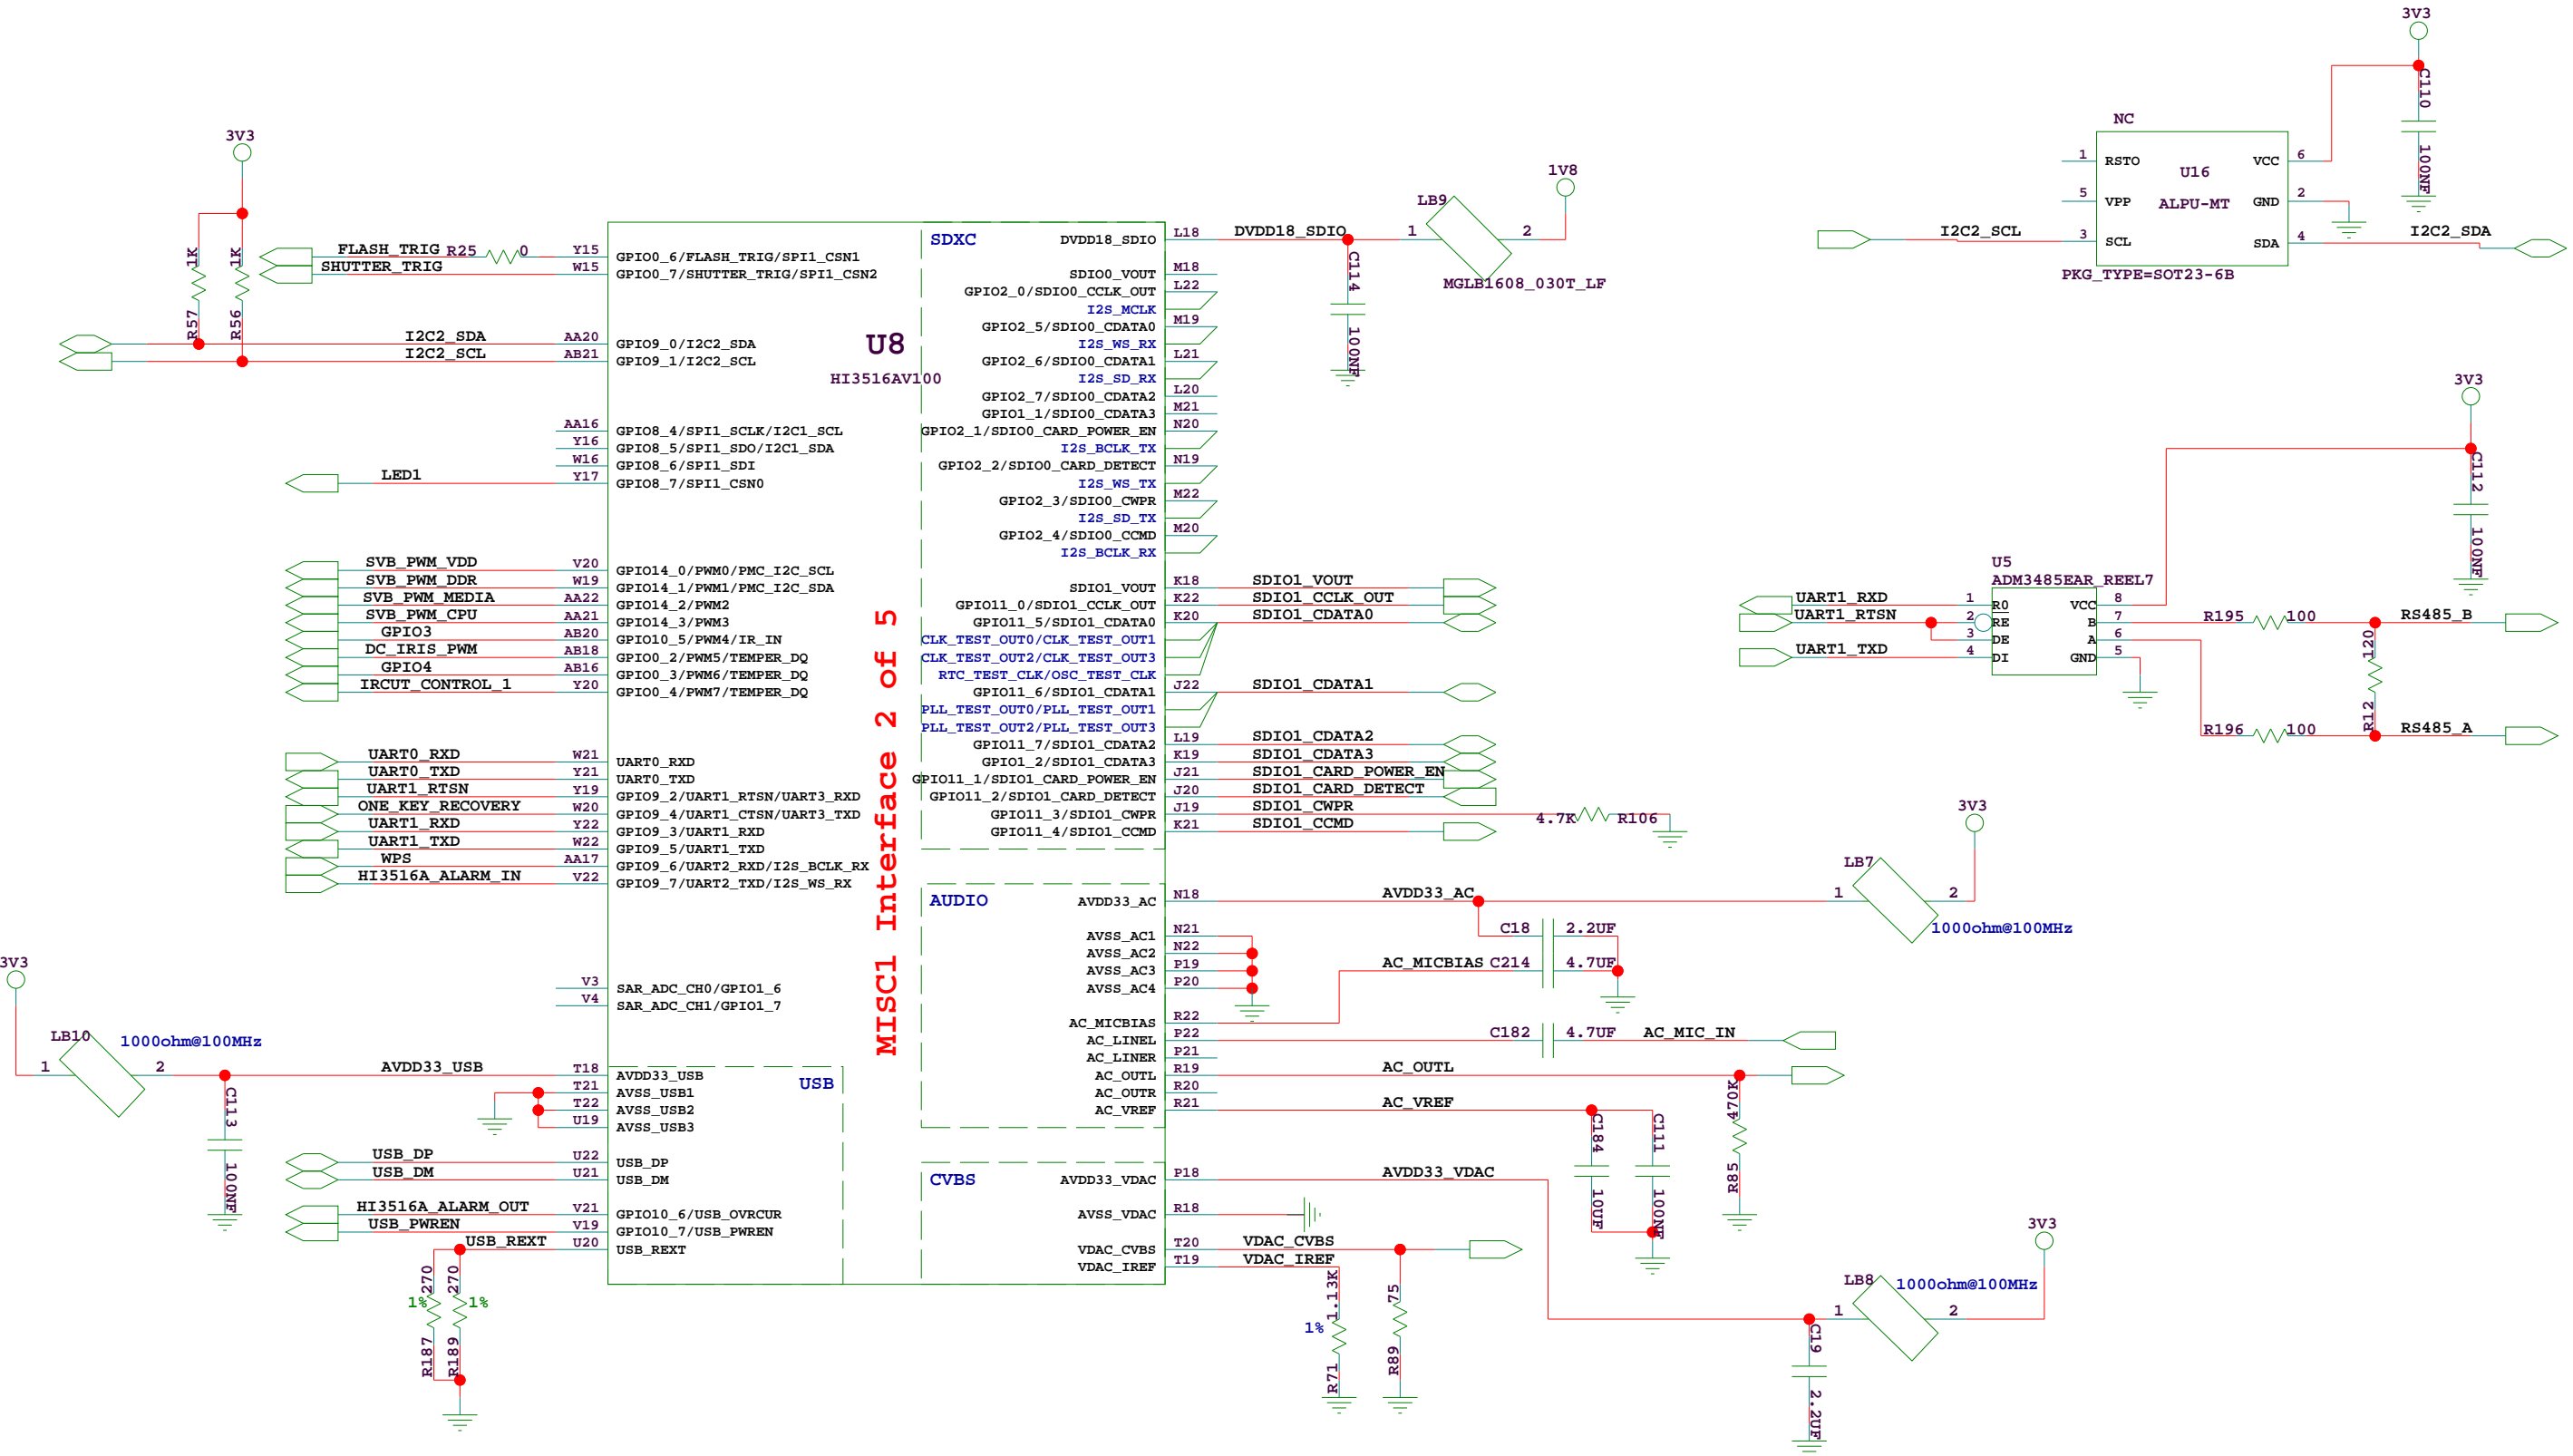 3V3
1K
1K
R57
R56
FLASH_TRIG R25 0 Y15 GPIO0_6/FLASH_TRIG/SPI1_CSN1
SHUTTER_TRIG W15 GPIO0_7/SHUTTER_TRIG/SPI1_CSN2
I2C2_SDA AA20 GPIO9_0/I2C2_SDA
I2C2_SCL AB21 GPIO9_1/I2C2_SCL
U8
HI3516AV100
MISC1 Interface 2 of 5
AA16 GPIO8_4/SPI1_SCLK/I2C1_SCL
Y16 GPIO8_5/SPI1_SDO/I2C1_SDA
W16 GPIO8_6/SPI1_SDI
LED1 Y17 GPIO8_7/SPI1_CSN0
SVB_PWM_VDD V20 GPIO14_0/PWM0/PMC_I2C_SCL
SVB_PWM_DDR W19 GPIO14_1/PWM1/PMC_I2C_SDA
SVB_PWM_MEDIA AA22 GPIO14_2/PWM2
SVB_PWM_CPU AA21 GPIO14_3/PWM3
GPIO3 AB20 GPIO10_5/PWM4/IR_IN
DC_IRIS_PWM AB18 GPIO0_2/PWM5/TEMPER_DQ
GPIO4 AB16 GPIO0_3/PWM6/TEMPER_DQ
IRCUT_CONTROL_1 Y20 GPIO0_4/PWM7/TEMPER_DQ
UART0_RXD W21 UART0_RXD
UART0_TXD Y21 UART0_TXD
UART1_RTSN Y19 GPIO9_2/UART1_RTSN/UART3_RXD
ONE_KEY_RECOVERY W20 GPIO9_4/UART1_CTSN/UART3_TXD
UART1_RXD Y22 GPIO9_3/UART1_RXD
UART1_TXD W22 GPIO9_5/UART1_TXD
WPS AA17 GPIO9_6/UART2_RXD/I2S_BCLK_RX
HI3516A_ALARM_IN V22 GPIO9_7/UART2_TXD/I2S_WS_RX
V3 SAR_ADC_CH0/GPIO1_6
V4 SAR_ADC_CH1/GPIO1_7
3V3
LB10 1000ohm@100MHz
1 2 AVDD33_USB T18 AVDD33_USB
USB
C113
100NF
T21 AVSS_USB1
T22 AVSS_USB2
U19 AVSS_USB3
USB_DP U22 USB_DP
USB_DM U21 USB_DM
HI3516A_ALARM_OUT V21 GPIO10_6/USB_OVRCUR
USB_PWREN V19 GPIO10_7/USB_PWREN
USB_REXT U20 USB_REXT
270
270
1% 1%
R187
R189
SDXC
DVDD18_SDIO L18 DVDD18_SDIO
C114
100NF
1 LB9 2
MGLB1608_030T_LF
1V8
SDIO0_VOUT M18
GPIO2_0/SDIO0_CCLK_OUT L22
I2S_MCLK
GPIO2_5/SDIO0_CDATA0 M19
I2S_WS_RX
GPIO2_6/SDIO0_CDATA1 L21
I2S_SD_RX
GPIO2_7/SDIO0_CDATA2 L20
GPIO1_1/SDIO0_CDATA3 M21
GPIO2_1/SDIO0_CARD_POWER_EN N20
I2S_BCLK_TX
GPIO2_2/SDIO0_CARD_DETECT N19
I2S_WS_TX
GPIO2_3/SDIO0_CWPR M22
I2S_SD_TX
GPIO2_4/SDIO0_CCMD M20
I2S_BCLK_RX
SDIO1_VOUT K18 SDIO1_VOUT
GPIO11_0/SDIO1_CCLK_OUT K22 SDIO1_CCLK_OUT
GPIO11_5/SDIO1_CDATA0 K20 SDIO1_CDATA0
CLK_TEST_OUT0/CLK_TEST_OUT1
CLK_TEST_OUT2/CLK_TEST_OUT3
RTC_TEST_CLK/OSC_TEST_CLK
GPIO11_6/SDIO1_CDATA1 J22 SDIO1_CDATA1
PLL_TEST_OUT0/PLL_TEST_OUT1
PLL_TEST_OUT2/PLL_TEST_OUT3
GPIO11_7/SDIO1_CDATA2 L19 SDIO1_CDATA2
GPIO1_2/SDIO1_CDATA3 K19 SDIO1_CDATA3
GPIO11_1/SDIO1_CARD_POWER_EN J21 SDIO1_CARD_POWER_EN
GPIO11_2/SDIO1_CARD_DETECT J20 SDIO1_CARD_DETECT
GPIO11_3/SDIO1_CWPR J19 SDIO1_CWPR 4.7K R106
GPIO11_4/SDIO1_CCMD K21 SDIO1_CCMD
AUDIO
AVDD33_AC N18 AVDD33_AC
1 LB7 2
1000ohm@100MHz
3V3
AVSS_AC1 N21
AVSS_AC2 N22
AVSS_AC3 P19
AVSS_AC4 P20
C18 2.2UF
AC_MICBIAS C214 4.7UF
AC_MICBIAS R22
AC_LINEL P22 C182 4.7UF AC_MIC_IN
AC_LINER P21
AC_OUTL R19 AC_OUTL
AC_OUTR R20
AC_VREF R21 AC_VREF
470K
R85
C184
10UF
C111
100NF
CVBS
AVDD33_VDAC P18 AVDD33_VDAC
AVSS_VDAC R18
VDAC_CVBS T20 VDAC_CVBS
VDAC_IREF T19 VDAC_IREF
1.13K
1%
R71
75
R89
1 LB8 2
1000ohm@100MHz
3V3
C19
2.2UF
3V3
C110
100NF
NC
U16
ALPU-MT
1 RSTO VCC 6
5 VPP GND 2
I2C2_SCL 3 SCL SDA 4 I2C2_SDA
PKG_TYPE=SOT23-6B
3V3
C112
100NF
U5
ADM3485EAR_REEL7
UART1_RXD 1 R0 VCC 8
UART1_RTSN 2 RE B 7 R195 100 RS485_B
3 DE A 6
UART1_TXD 4 DI GND 5
120
R12
R196 100 RS485_A